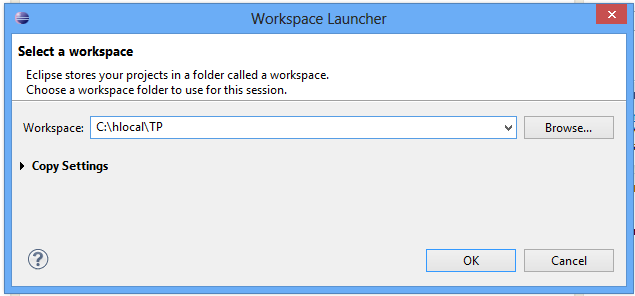 Workspace Launcher
Select a workspace
Eclipse stores your projects in a folder called a workspace.
Choose a workspace folder to use for this session.
Workspace: C:\hlocal\TP Browse...
Copy Settings
? OK Cancel